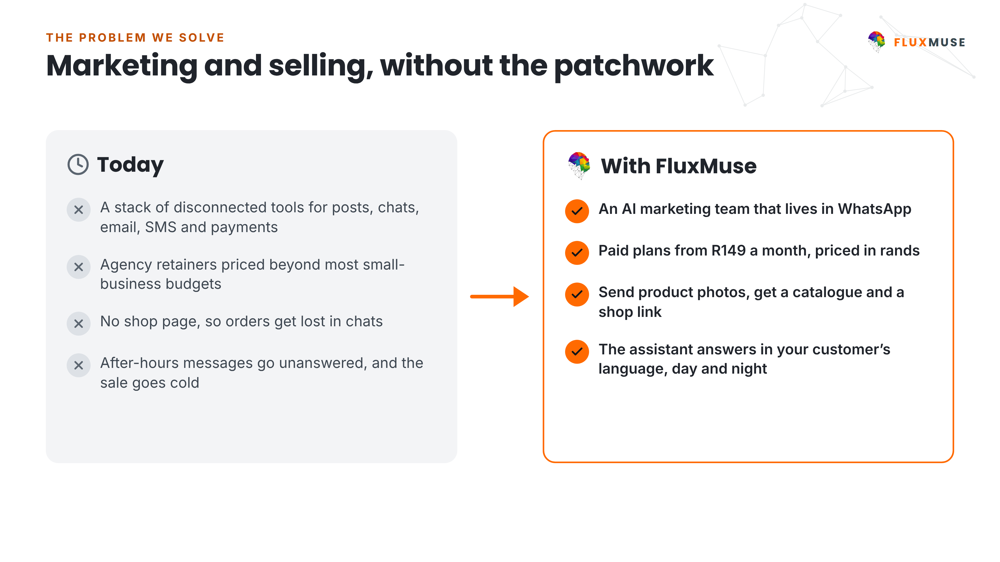 THE PROBLEM WE SOLVE
Marketing and selling, without the patchwork
FLUXMUSE
Today
A stack of disconnected tools for posts, chats,
email, SMS and payments
Agency retainers priced beyond most small-
business budgets
No shop page, so orders get lost in chats
After-hours messages go unanswered, and the
sale goes cold
With FluxMuse
An AI marketing team that lives in WhatsApp
Paid plans from R149 a month, priced in rands
Send product photos, get a catalogue and a
shop link
The assistant answers in your customer’s
language, day and night